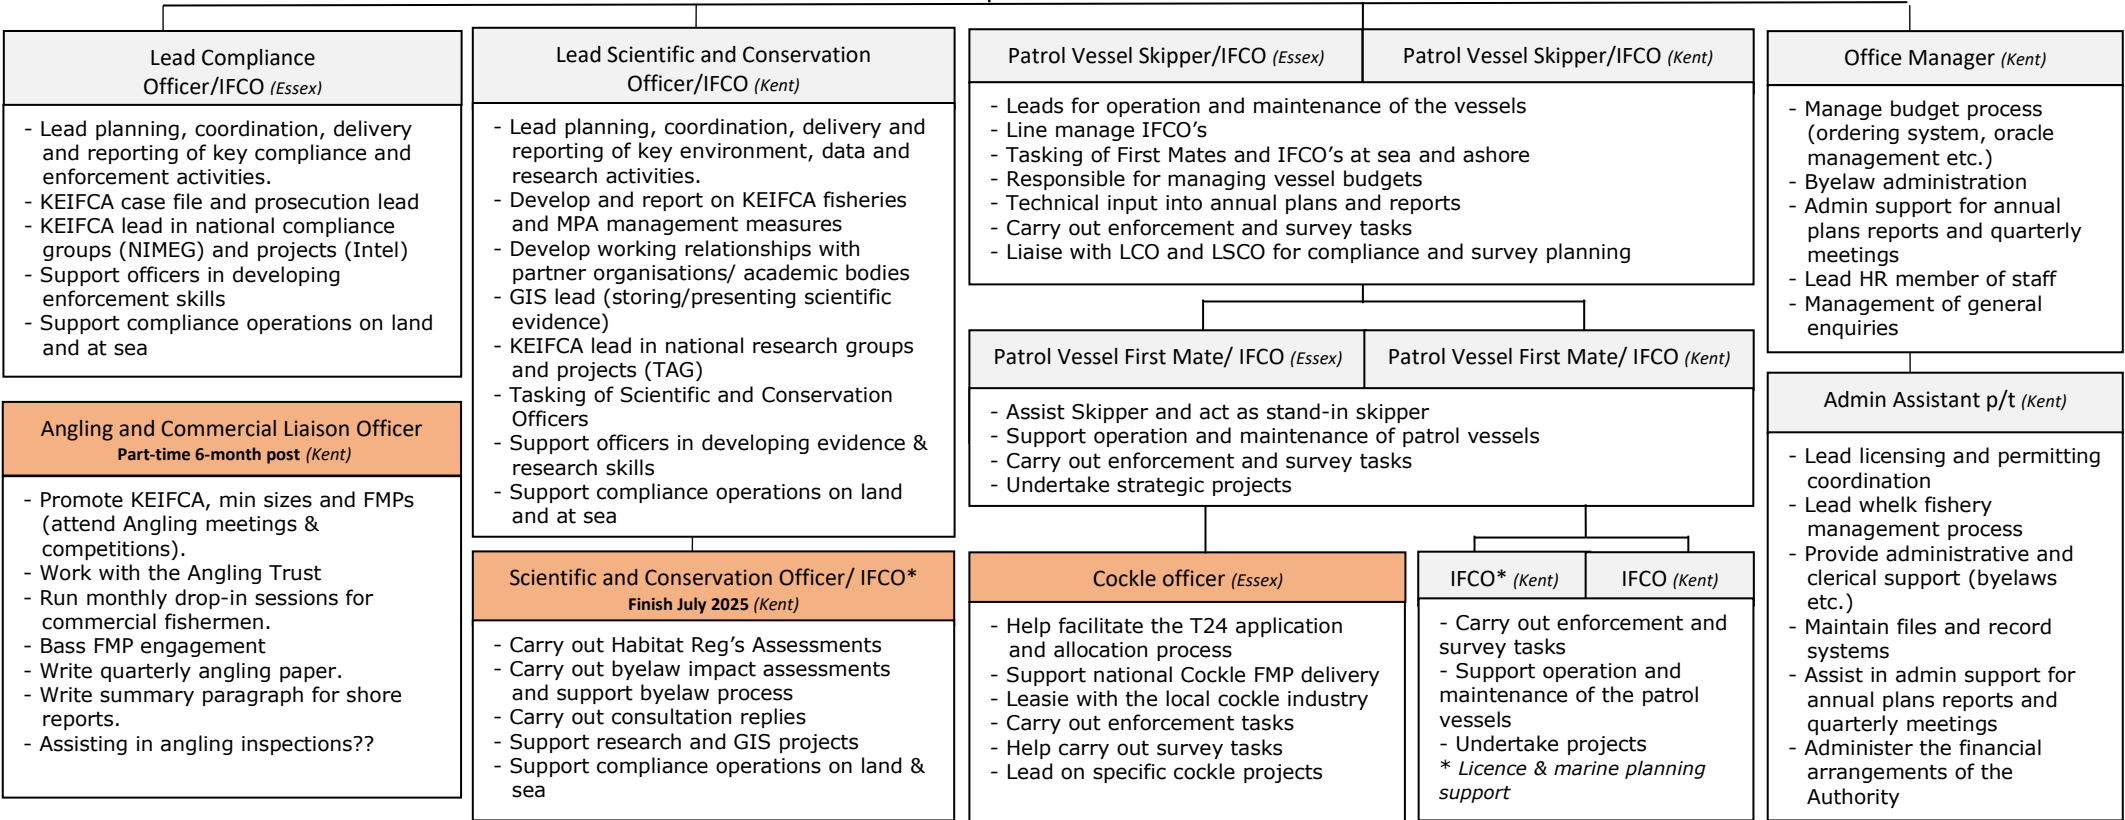 Lead Compliance
Officer/IFCO (Essex)
- Lead planning, coordination, delivery
and reporting of key compliance and
enforcement activities.
- KEIFCA case file and prosecution lead
- KEIFCA lead in national compliance
groups (NIMEG) and projects (Intel)
- Support officers in developing
enforcement skills
- Support compliance operations on land
and at sea
Angling and Commercial Liaison Officer
Part-time 6-month post (Kent)
- Promote KEIFCA, min sizes and FMPs
(attend Angling meetings &
competitions).
- Work with the Angling Trust
- Run monthly drop-in sessions for
commercial fishermen.
- Bass FMP engagement
- Write quarterly angling paper.
- Write summary paragraph for shore
reports.
- Assisting in angling inspections??
Lead Scientific and Conservation
Officer/IFCO (Kent)
- Lead planning, coordination, delivery and
reporting of key environment, data and
research activities.
- Develop and report on KEIFCA fisheries
and MPA management measures
- Develop working relationships with
partner organisations/ academic bodies
- GIS lead (storing/presenting scientific
evidence)
- KEIFCA lead in national research groups
and projects (TAG)
- Tasking of Scientific and Conservation
Officers
- Support officers in developing evidence &
research skills
- Support compliance operations on land
and at sea
Scientific and Conservation Officer/ IFCO*
Finish July 2025 (Kent)
- Carry out Habitat Reg's Assessments
- Carry out byelaw impact assessments
and support byelaw process
- Carry out consultation replies
- Support research and GIS projects
- Support compliance operations on land &
sea
Patrol Vessel Skipper/IFCO (Essex)
Patrol Vessel Skipper/IFCO (Kent)
- Leads for operation and maintenance of the vessels
- Line manage IFCO's
- Tasking of First Mates and IFCO's at sea and ashore
- Responsible for managing vessel budgets
- Technical input into annual plans and reports
- Carry out enforcement and survey tasks
- Liaise with LCO and LSCO for compliance and survey planning
Patrol Vessel First Mate/ IFCO (Essex)
Patrol Vessel First Mate/ IFCO (Kent)
- Assist Skipper and act as stand-in skipper
- Support operation and maintenance of patrol vessels
- Carry out enforcement and survey tasks
- Undertake strategic projects
Cockle officer (Essex)
- Help facilitate the T24 application
and allocation process
- Support national Cockle FMP delivery
- Leasie with the local cockle industry
- Carry out enforcement tasks
- Help carry out survey tasks
- Lead on specific cockle projects
IFCO* (Kent)
IFCO (Kent)
- Carry out enforcement and
survey tasks
- Support operation and
maintenance of the patrol
vessels
- Undertake projects
* Licence & marine planning
support
Office Manager (Kent)
- Manage budget process
(ordering system, oracle
management etc.)
- Byelaw administration
- Admin support for annual
plans reports and quarterly
meetings
- Lead HR member of staff
- Management of general
enquiries
Admin Assistant p/t (Kent)
- Lead licensing and permitting
coordination
- Lead whelk fishery
management process
- Provide administrative and
clerical support (byelaws
etc.)
- Maintain files and record
systems
- Assist in admin support for
annual plans reports and
quarterly meetings
- Administer the financial
arrangements of the
Authority